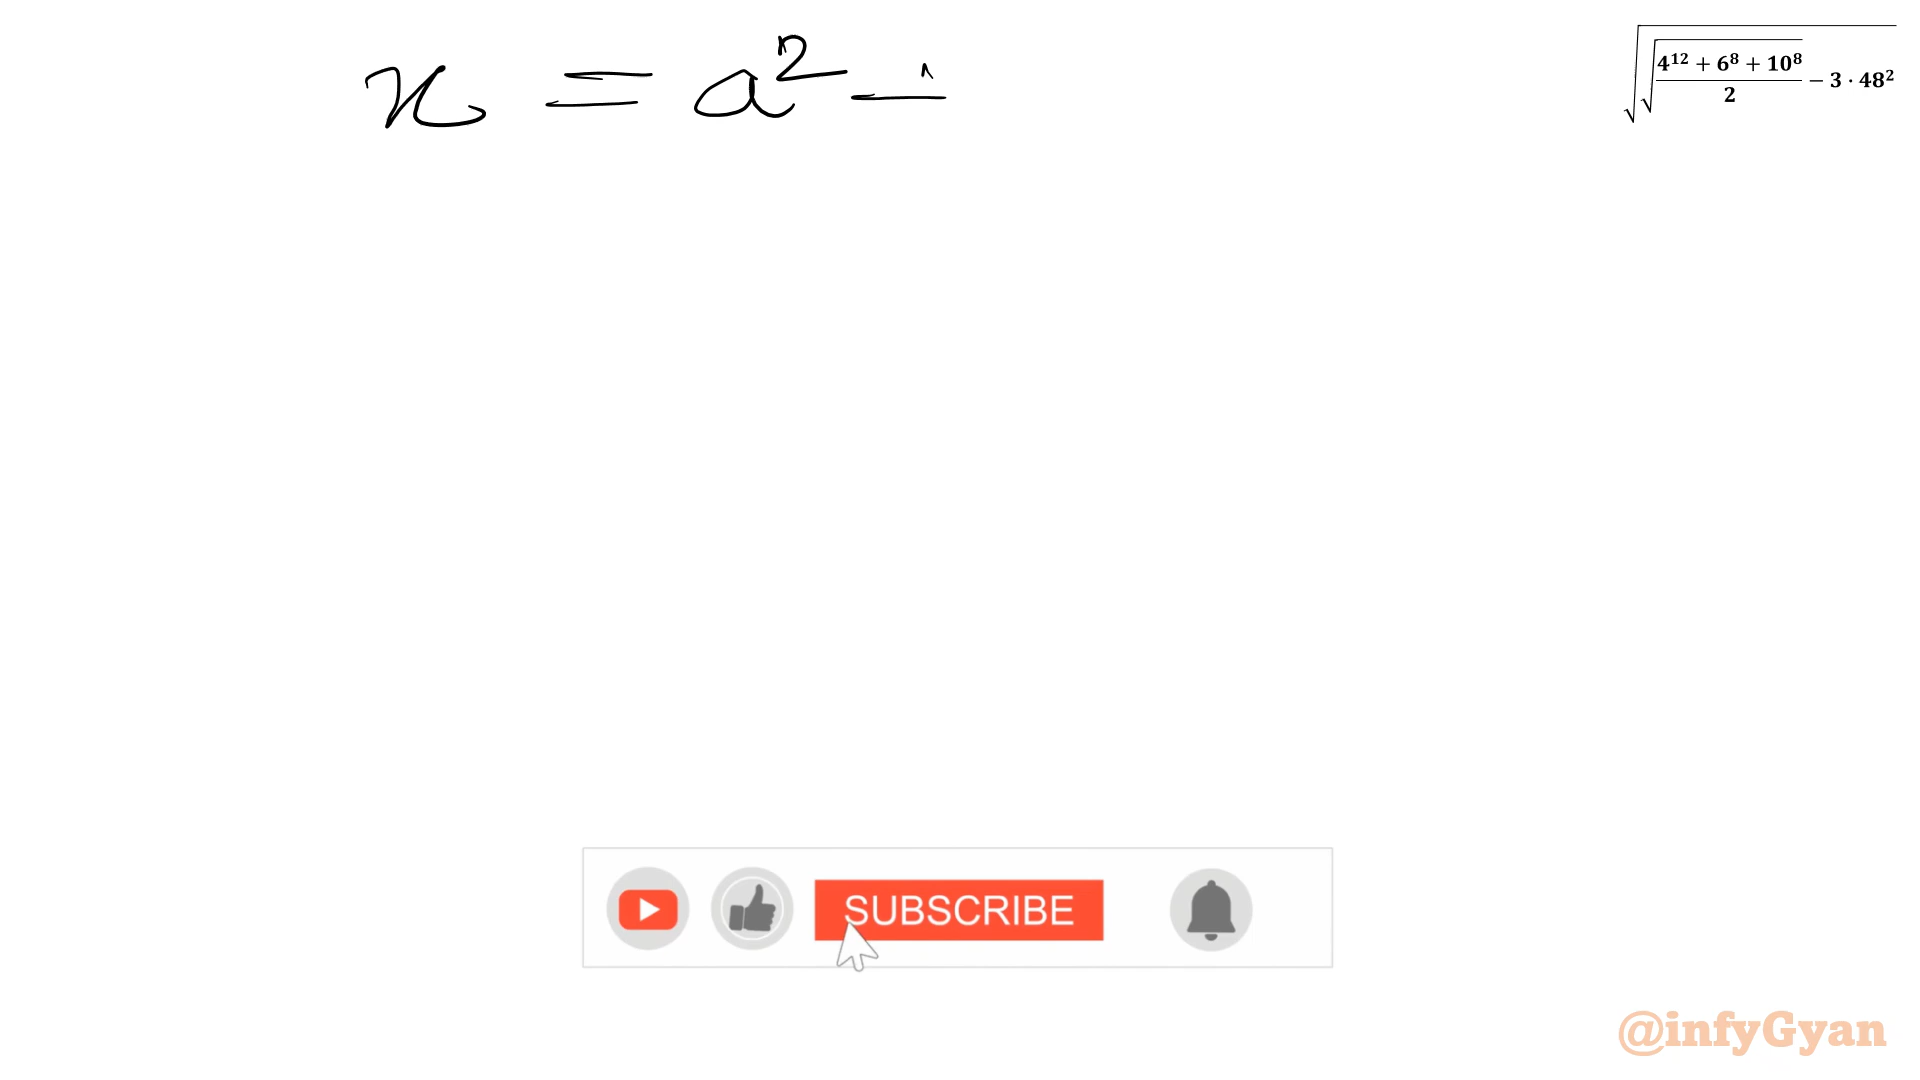 x = a² -
√(√((4¹² + 6⁸ + 10⁸)/2) − 3 · 48²)
SUBSCRIBE
@infyGyan